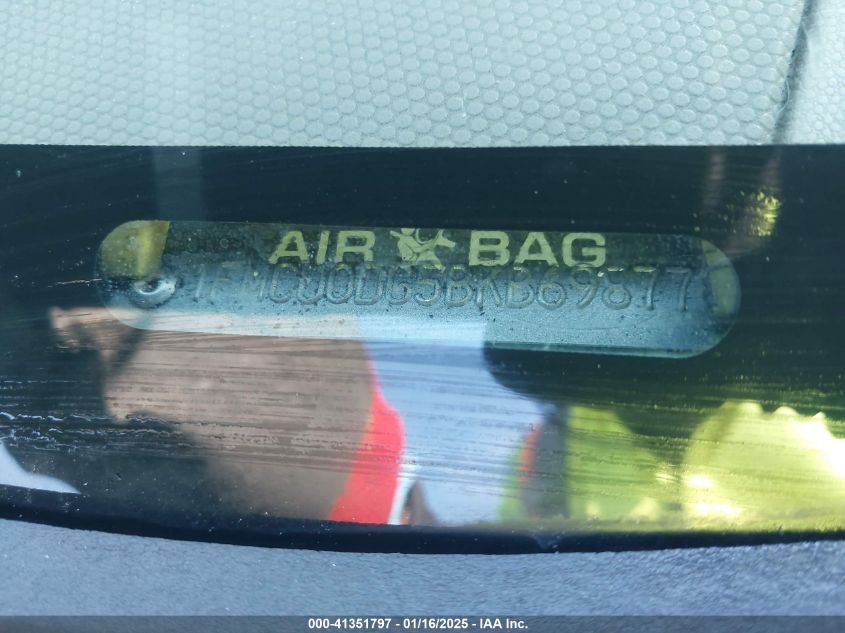 AIR BAG
1FMCU0DG5BKB69877
000-41351797 - 01/16/2025 - IAA Inc.